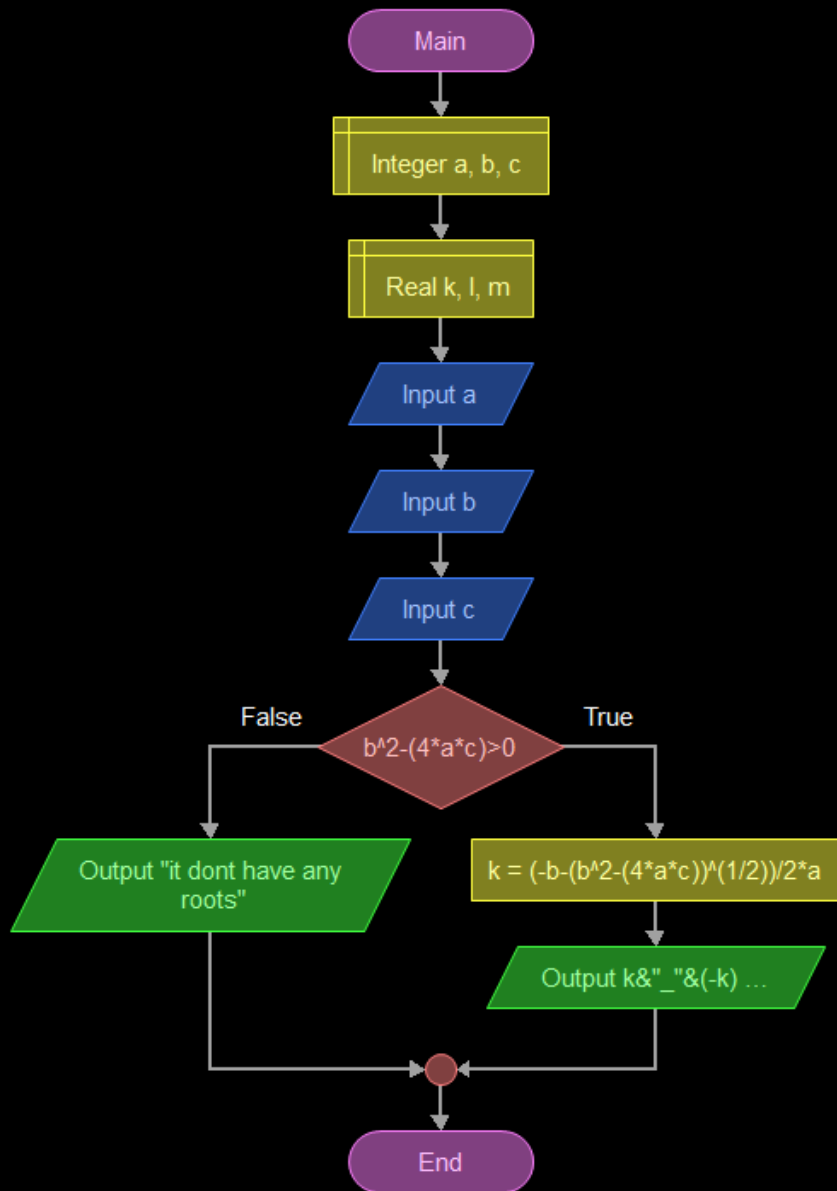 Main
Integer a, b, c
Real k, l, m
Input a
Input b
Input c
False
True
b^2-(4*a*c)>0
Output "it dont have any
roots"
k = (-b-(b^2-(4*a*c))^(1/2))/2*a
Output k&"_"&(-k) ...
End